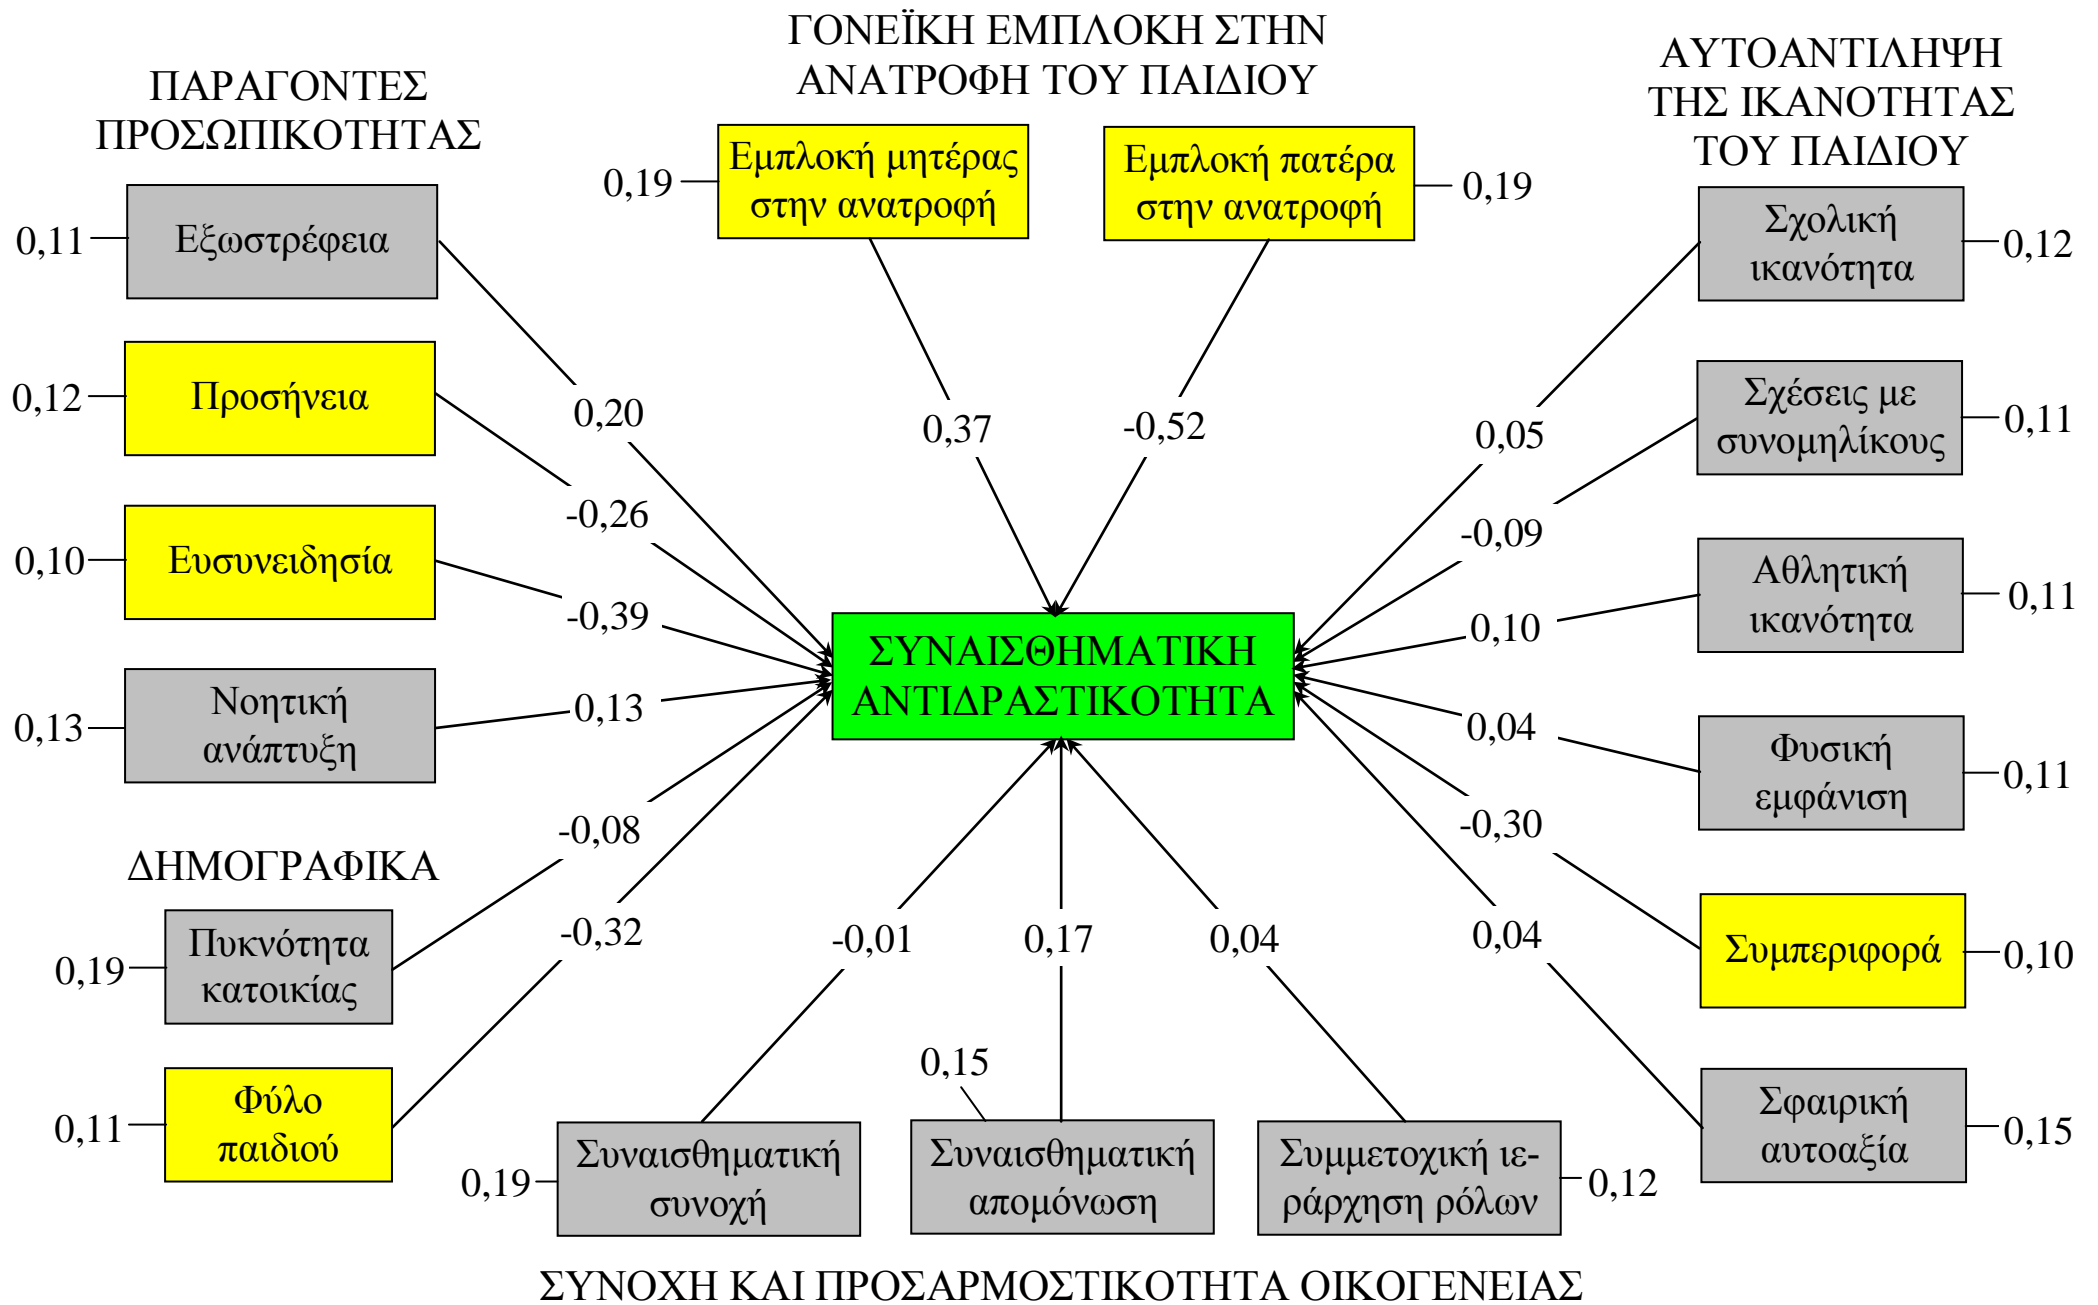 ΓΟΝΕΪΚΗ ΕΜΠΛΟΚΗ ΣΤΗΝ
ΑΝΑΤΡΟΦΗ ΤΟΥ ΠΑΙΔΙΟΥ
Εμπλοκή μητέρας
στην ανατροφή
0,19
Εμπλοκή πατέρα
στην ανατροφή
0,19
0,37
-0,52
ΠΑΡΑΓΟΝΤΕΣ
ΠΡΟΣΩΠΙΚΟΤΗΤΑΣ
0,11
Εξωστρέφεια
0,20
0,12
Προσήνεια
-0,26
0,10
Ευσυνειδησία
-0,39
0,13
Νοητική
ανάπτυξη
0,13
ΔΗΜΟΓΡΑΦΙΚΑ
0,19
Πυκνότητα
κατοικίας
-0,08
0,11
Φύλο
παιδιού
-0,32
ΣΥΝΑΙΣΘΗΜΑΤΙΚΗ
ΑΝΤΙΔΡΑΣΤΙΚΟΤΗΤΑ
ΑΥΤΟΑΝΤΙΛΗΨΗ
ΤΗΣ ΙΚΑΝΟΤΗΤΑΣ
ΤΟΥ ΠΑΙΔΙΟΥ
Σχολική
ικανότητα
0,12
0,05
Σχέσεις με
συνομηλίκους
0,11
-0,09
Αθλητική
ικανότητα
0,11
0,10
Φυσική
εμφάνιση
0,11
0,04
Συμπεριφορά
0,10
-0,30
Σφαιρική
αυτοαξία
0,15
0,04
-0,01
0,17
0,04
0,19
Συναισθηματική
συνοχή
0,15
Συναισθηματική
απομόνωση
Συμμετοχική ιε-
ράρχηση ρόλων
0,12
ΣΥΝΟΧΗ ΚΑΙ ΠΡΟΣΑΡΜΟΣΤΙΚΟΤΗΤΑ ΟΙΚΟΓΕΝΕΙΑΣ